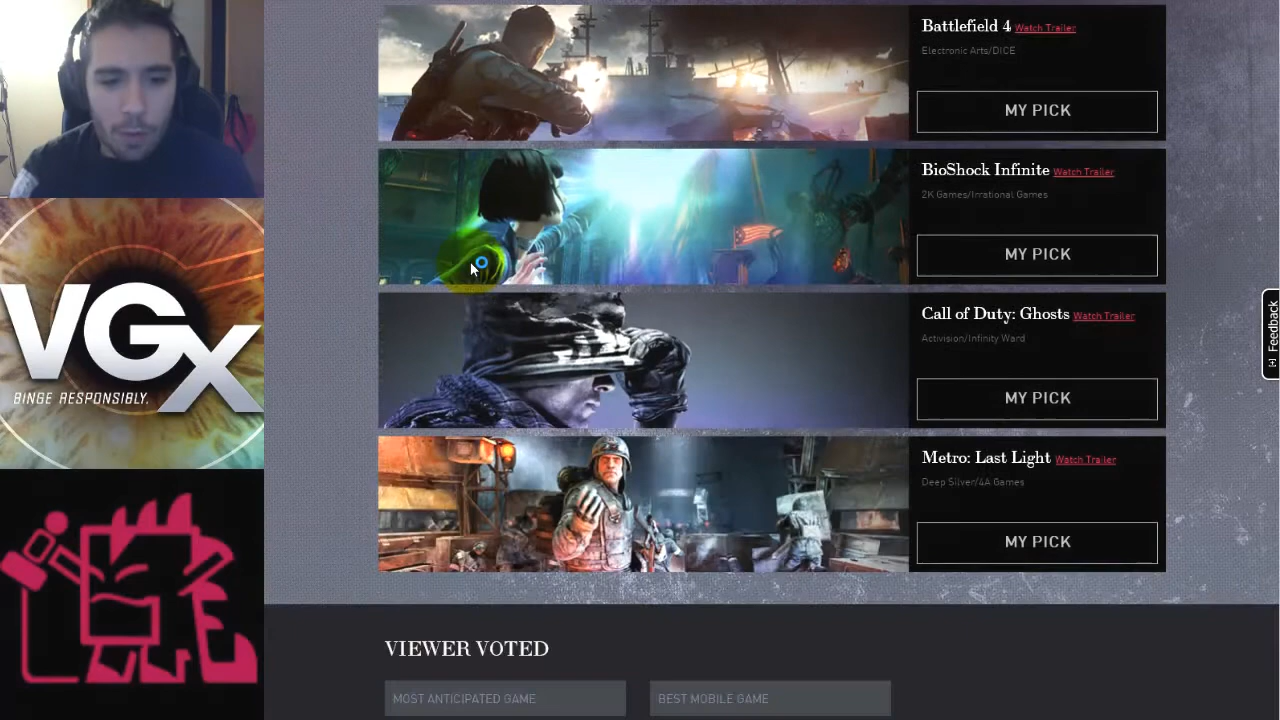 Battlefield 4 Watch Trailer
Electronic Arts/DICE
MY PICK
BioShock Infinite Watch Trailer
2K Games/Irrational Games
MY PICK
Call of Duty: Ghosts Watch Trailer
Activision/Infinity Ward
MY PICK
Metro: Last Light Watch Trailer
Deep Silver/4A Games
MY PICK
VGX
BINGE RESPONSIBLY.
[+] Feedback
VIEWER VOTED
MOST ANTICIPATED GAME
BEST MOBILE GAME